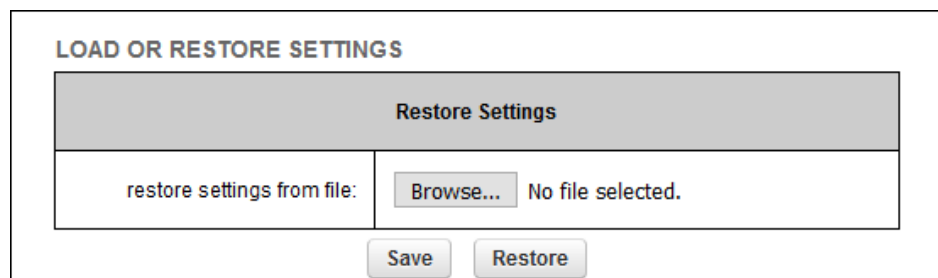 LOAD OR RESTORE SETTINGS
Restore Settings
restore settings from file: Browse... No file selected.
Save Restore